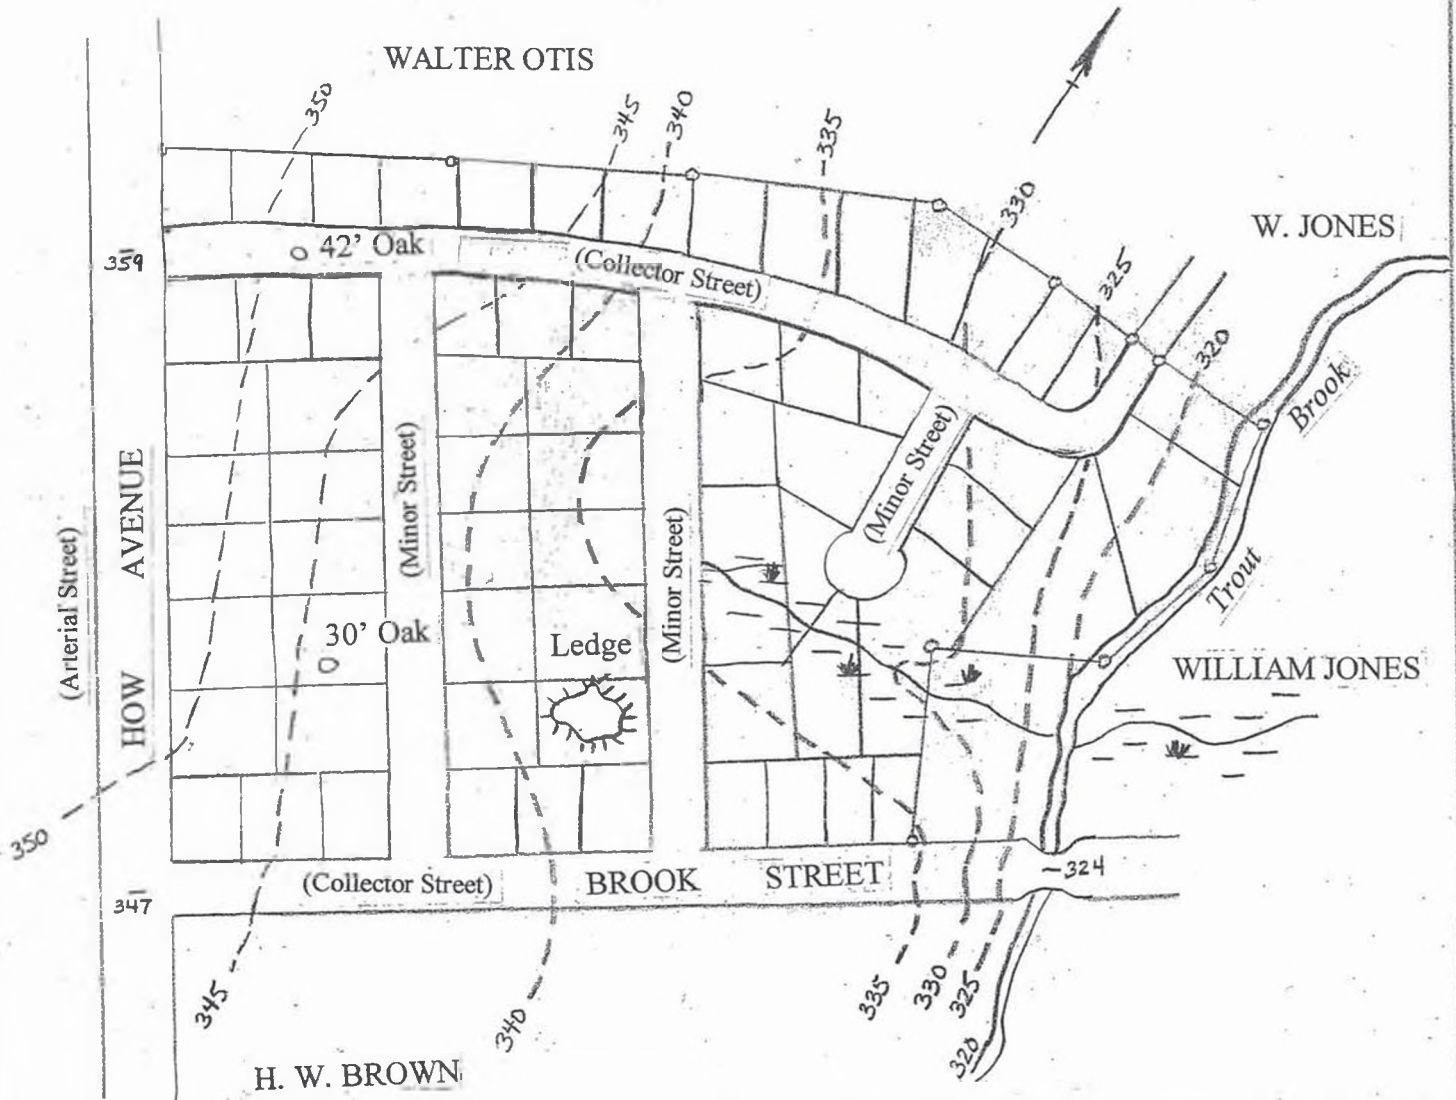 WALTER OTIS
350
345
340
335
330
325
320
W. JONES
359
42' Oak
(Collector Street)
Brook
Trout
(Arterial Street)
HOW AVENUE
(Minor Street)
(Minor Street)
(Minor Street)
30' Oak
Ledge
WILLIAM JONES
350
347
(Collector Street)
BROOK STREET
324
345
340
335
330
325
320
H. W. BROWN